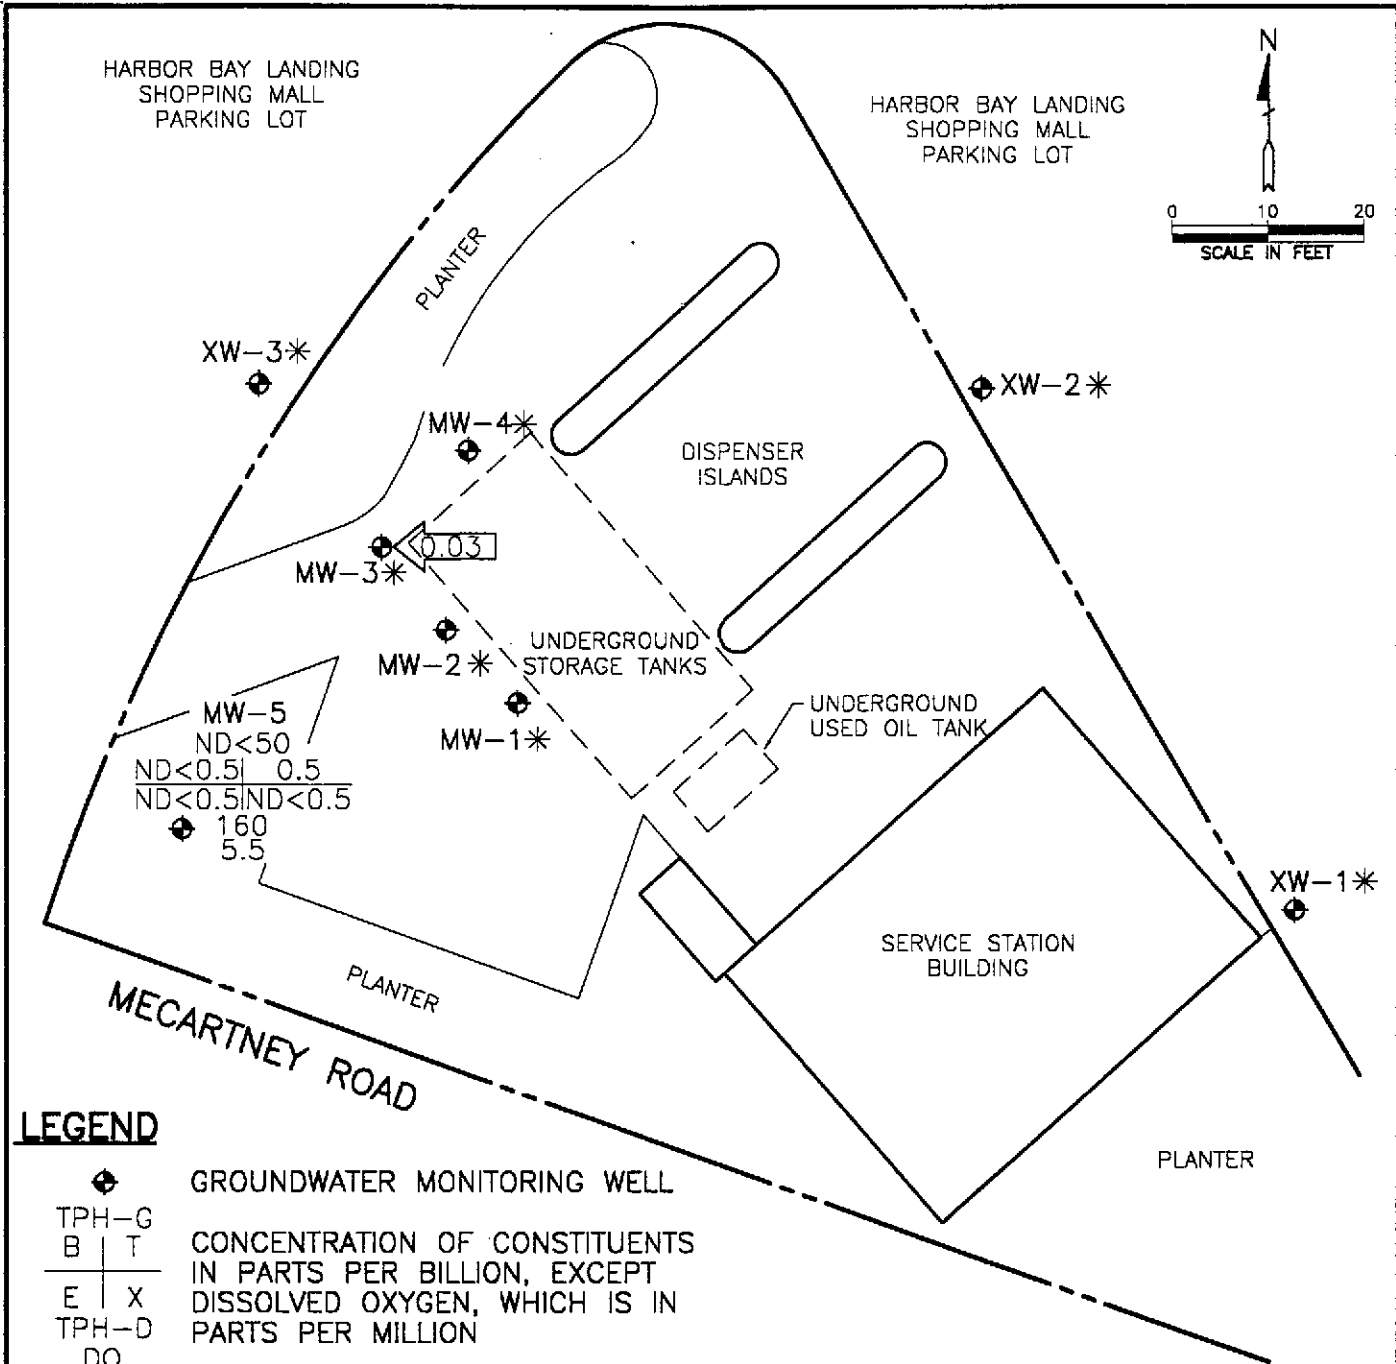 HARBOR BAY LANDING
SHOPPING MALL
PARKING LOT
HARBOR BAY LANDING
SHOPPING MALL
PARKING LOT
N
0 10 20
SCALE IN FEET
PLANTER
XW-3*
XW-2*
MW-4*
DISPENSER
ISLANDS
0.03
MW-3*
UNDERGROUND
STORAGE TANKS
MW-2*
UNDERGROUND
USED OIL TANK
MW-1*
MW-5
ND<50
ND<0.5 0.5
ND<0.5 ND<0.5
160
5.5
XW-1*
SERVICE STATION
BUILDING
PLANTER
MECARTNEY ROAD
PLANTER
LEGEND
GROUNDWATER MONITORING WELL
TPH-G
B T
E X
TPH-D
DO
CONCENTRATION OF CONSTITUENTS
IN PARTS PER BILLION, EXCEPT
DISSOLVED OXYGEN, WHICH IS IN
PARTS PER MILLION